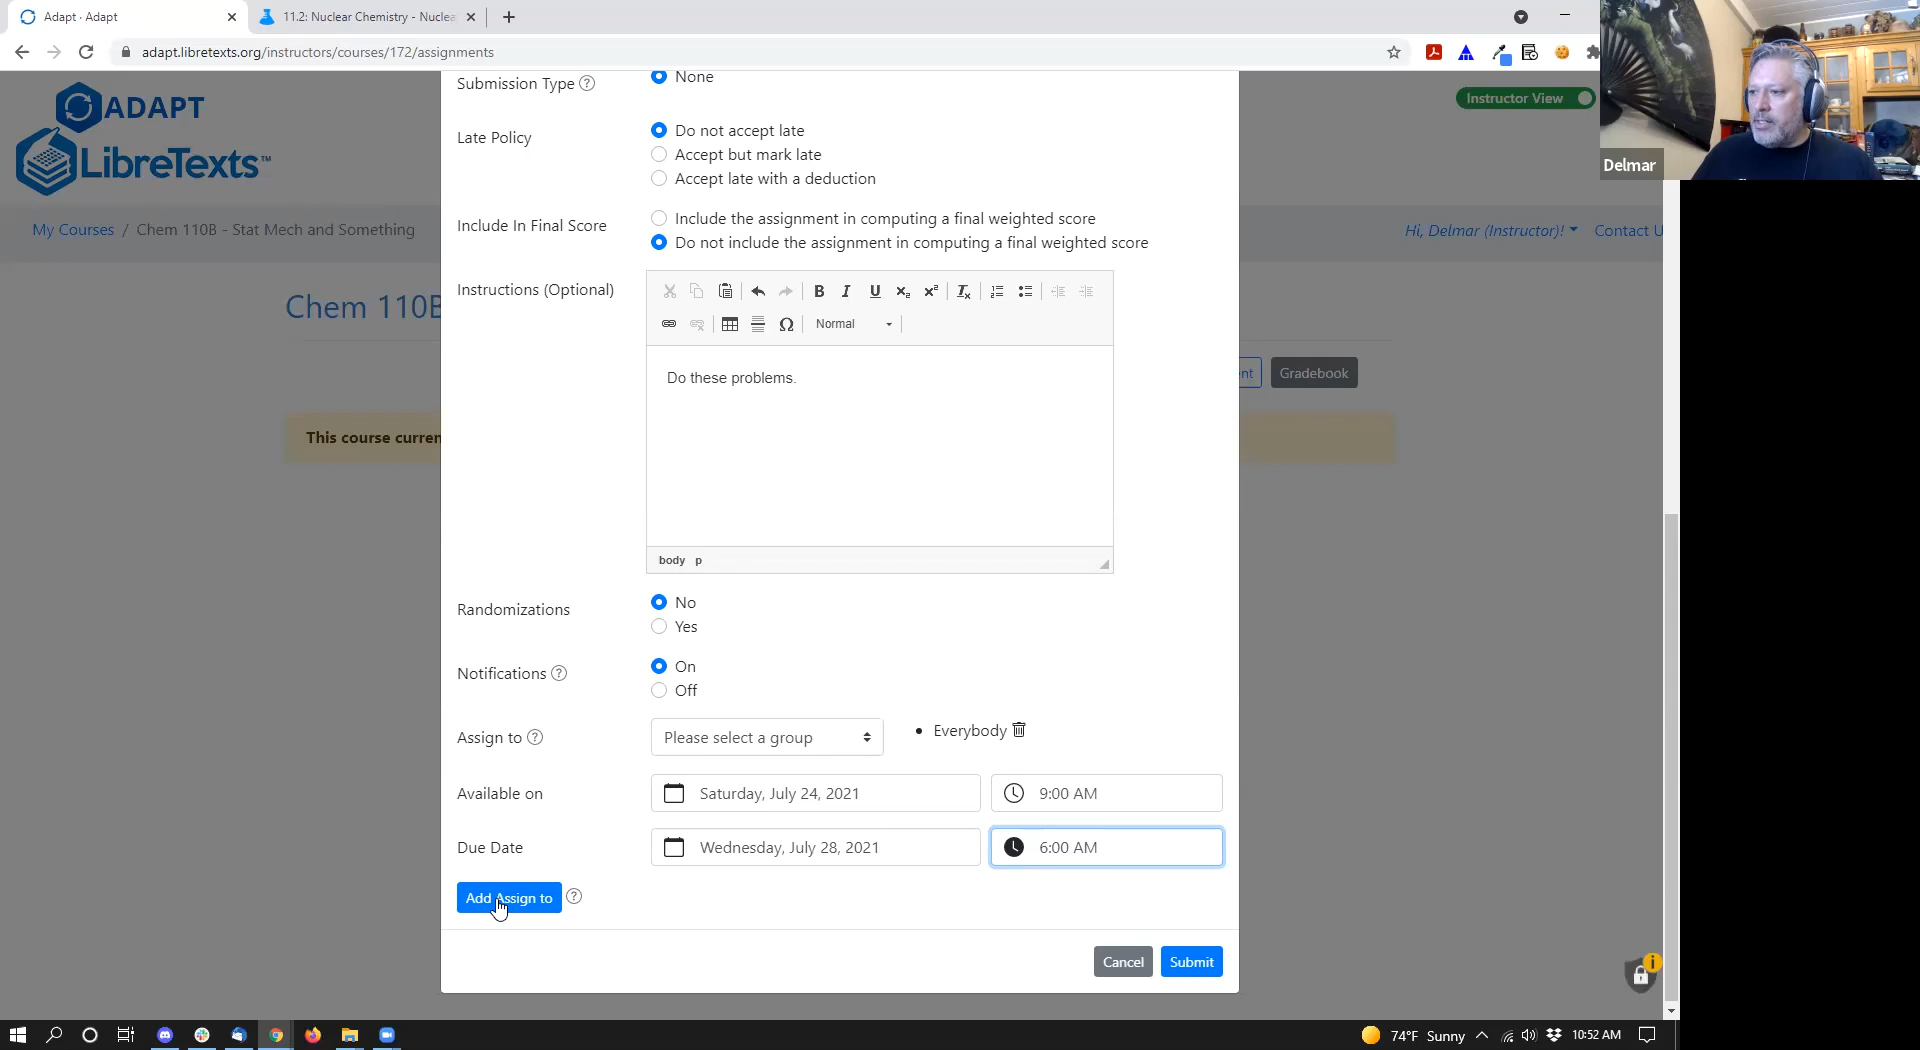 Adapt · Adapt
11.2: Nuclear Chemistry - Nuclea
adapt.libretexts.org/instructors/courses/172/assignments
ADAPT
LibreTexts™
Instructor View
Delmar
My Courses / Chem 110B - Stat Mech and Something
Hi, Delmar (Instructor)!
Contact U
Chem 110B
This course curren
nt
Gradebook
Submission Type ?
None
Late Policy
Do not accept late
Accept but mark late
Accept late with a deduction
Include In Final Score
Include the assignment in computing a final weighted score
Do not include the assignment in computing a final weighted score
Instructions (Optional)
Normal
Do these problems.
body p
Randomizations
No
Yes
Notifications ?
On
Off
Assign to ?
Please select a group
• Everybody
Available on
Saturday, July 24, 2021
9:00 AM
Due Date
Wednesday, July 28, 2021
6:00 AM
Add Assign to ?
Cancel
Submit
74°F Sunny
10:52 AM